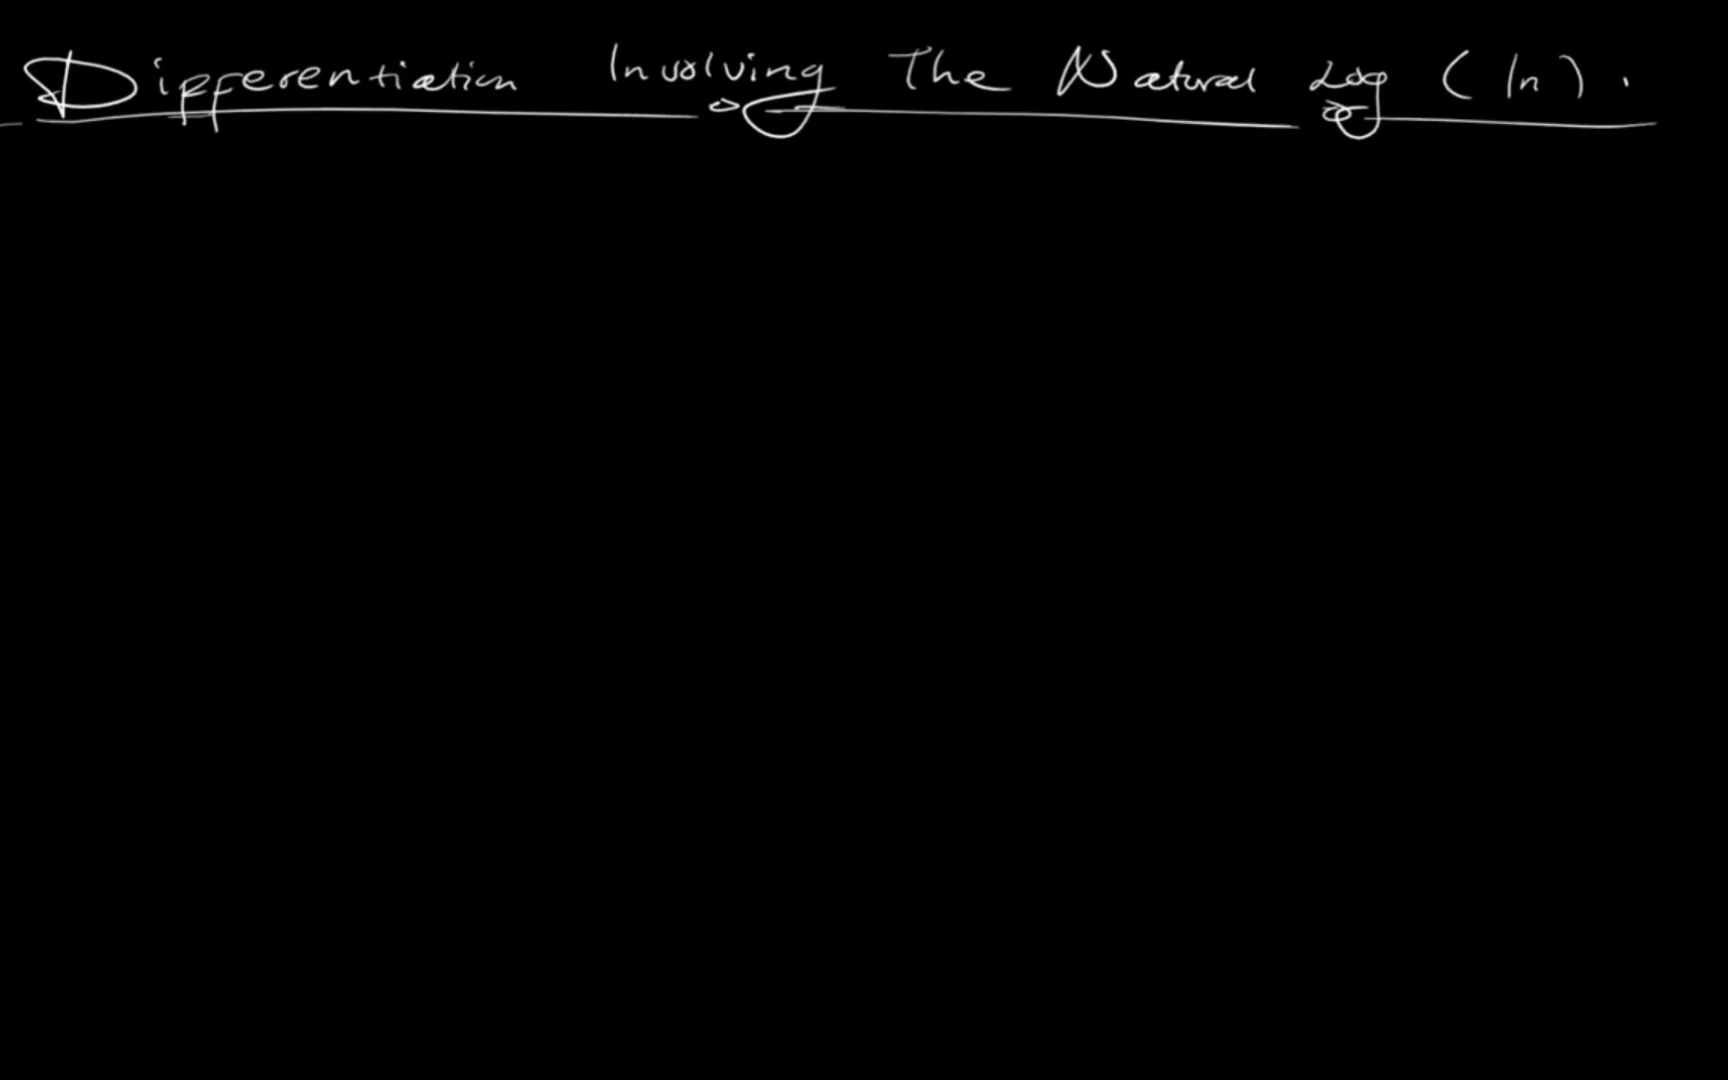 Differentiation Involving The Natural Log (ln).